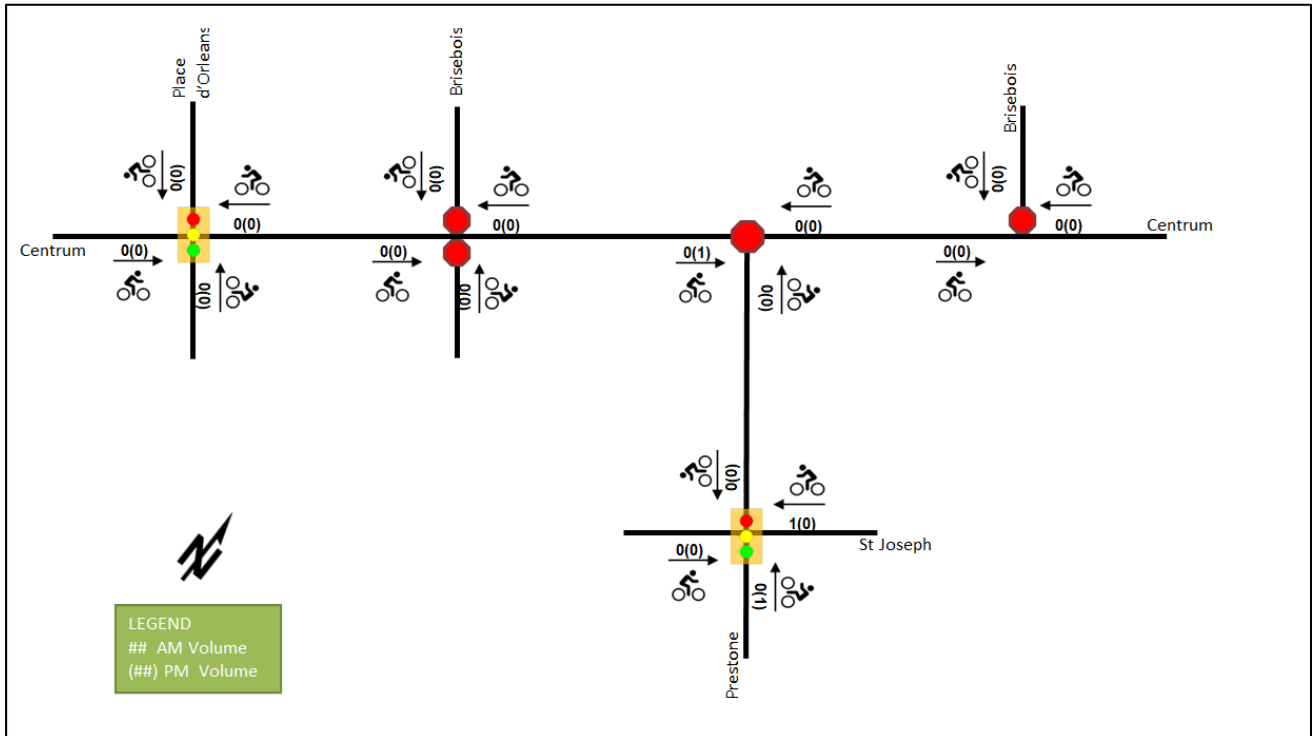 Place
d'Orleans
Brisebois
Brisebois
0(0)
0(0)
0(0)
0(0)
0(0)
0(0)
0(0)
0(0)
Centrum
0(0)
0(0)
0(1)
0(0)
Centrum
0(0)
0(0)
0(0)
0(0)
1(0)
0(0)
St Joseph
0(1)
Prestone
N
LEGEND
## AM Volume
(##) PM Volume